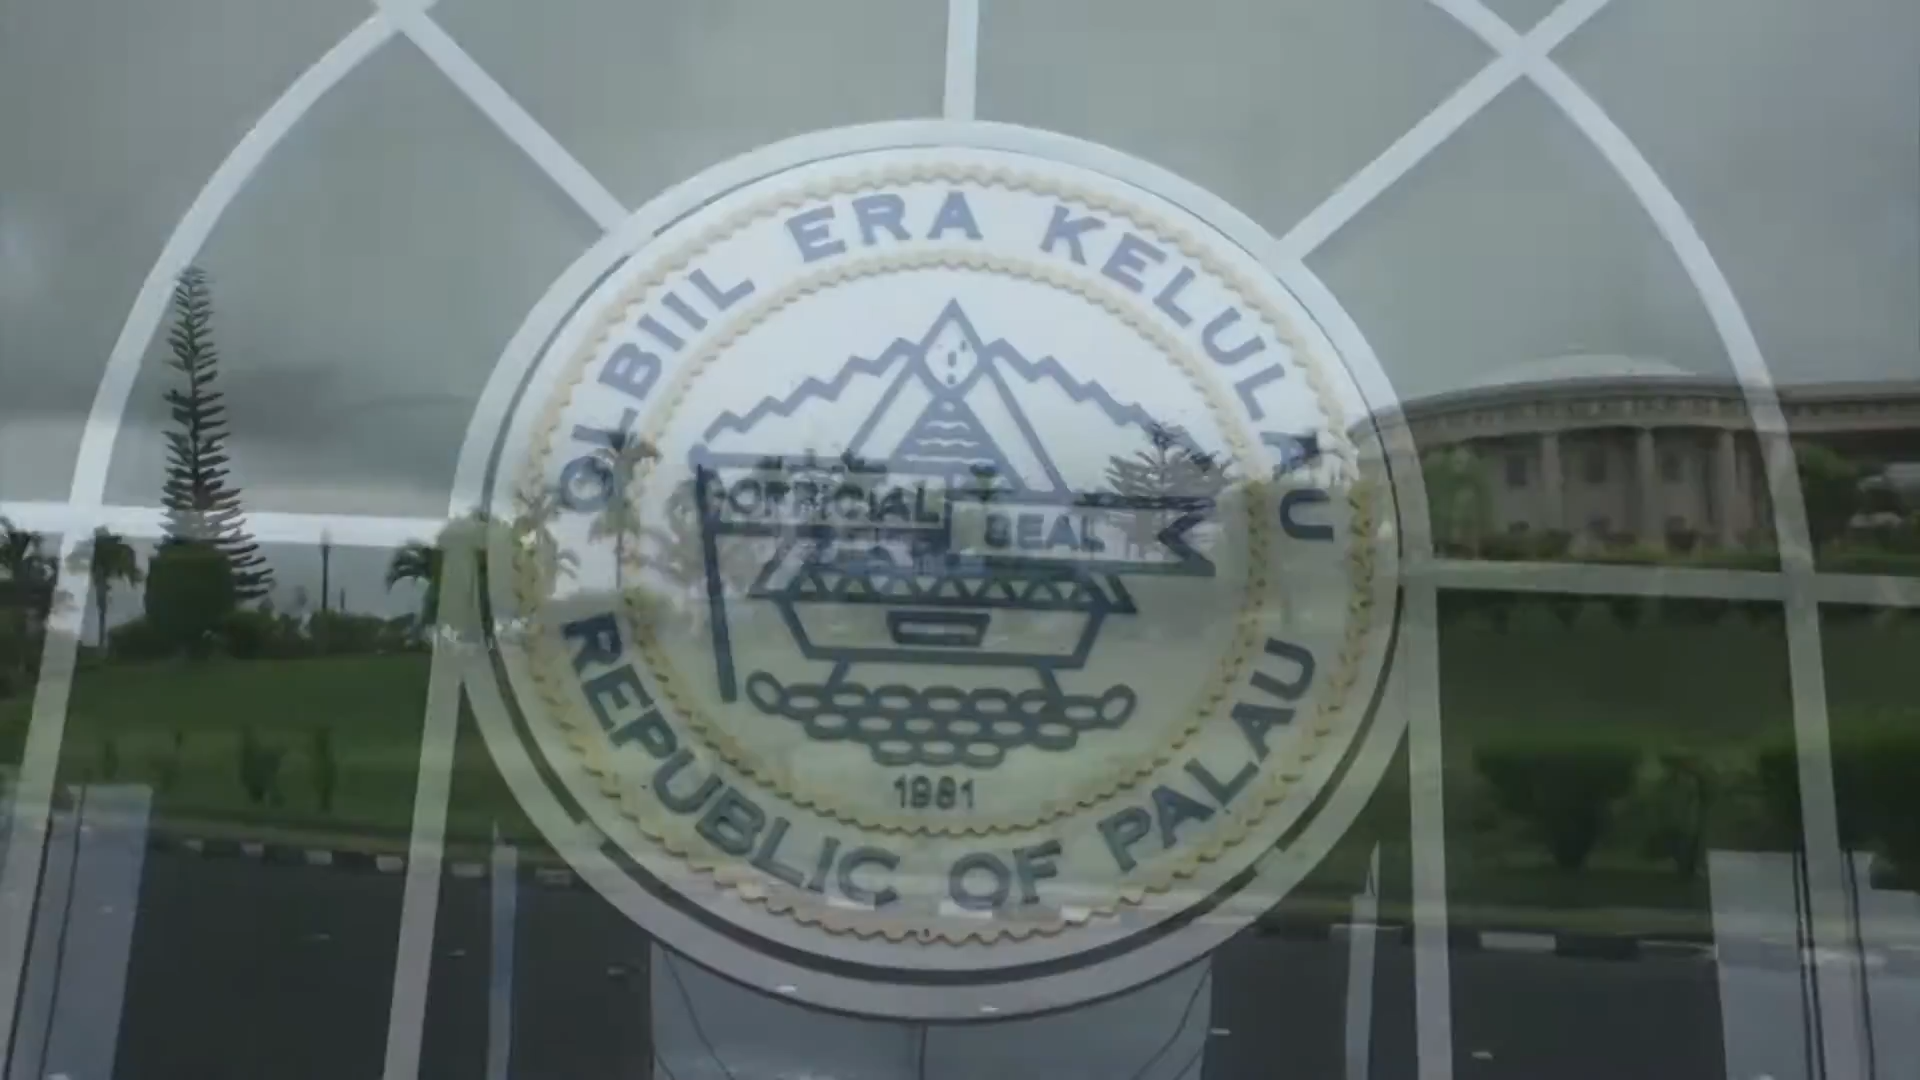 OLBIIL ERA KELULAU
OFFICIAL SEAL
1981
REPUBLIC OF PALAU